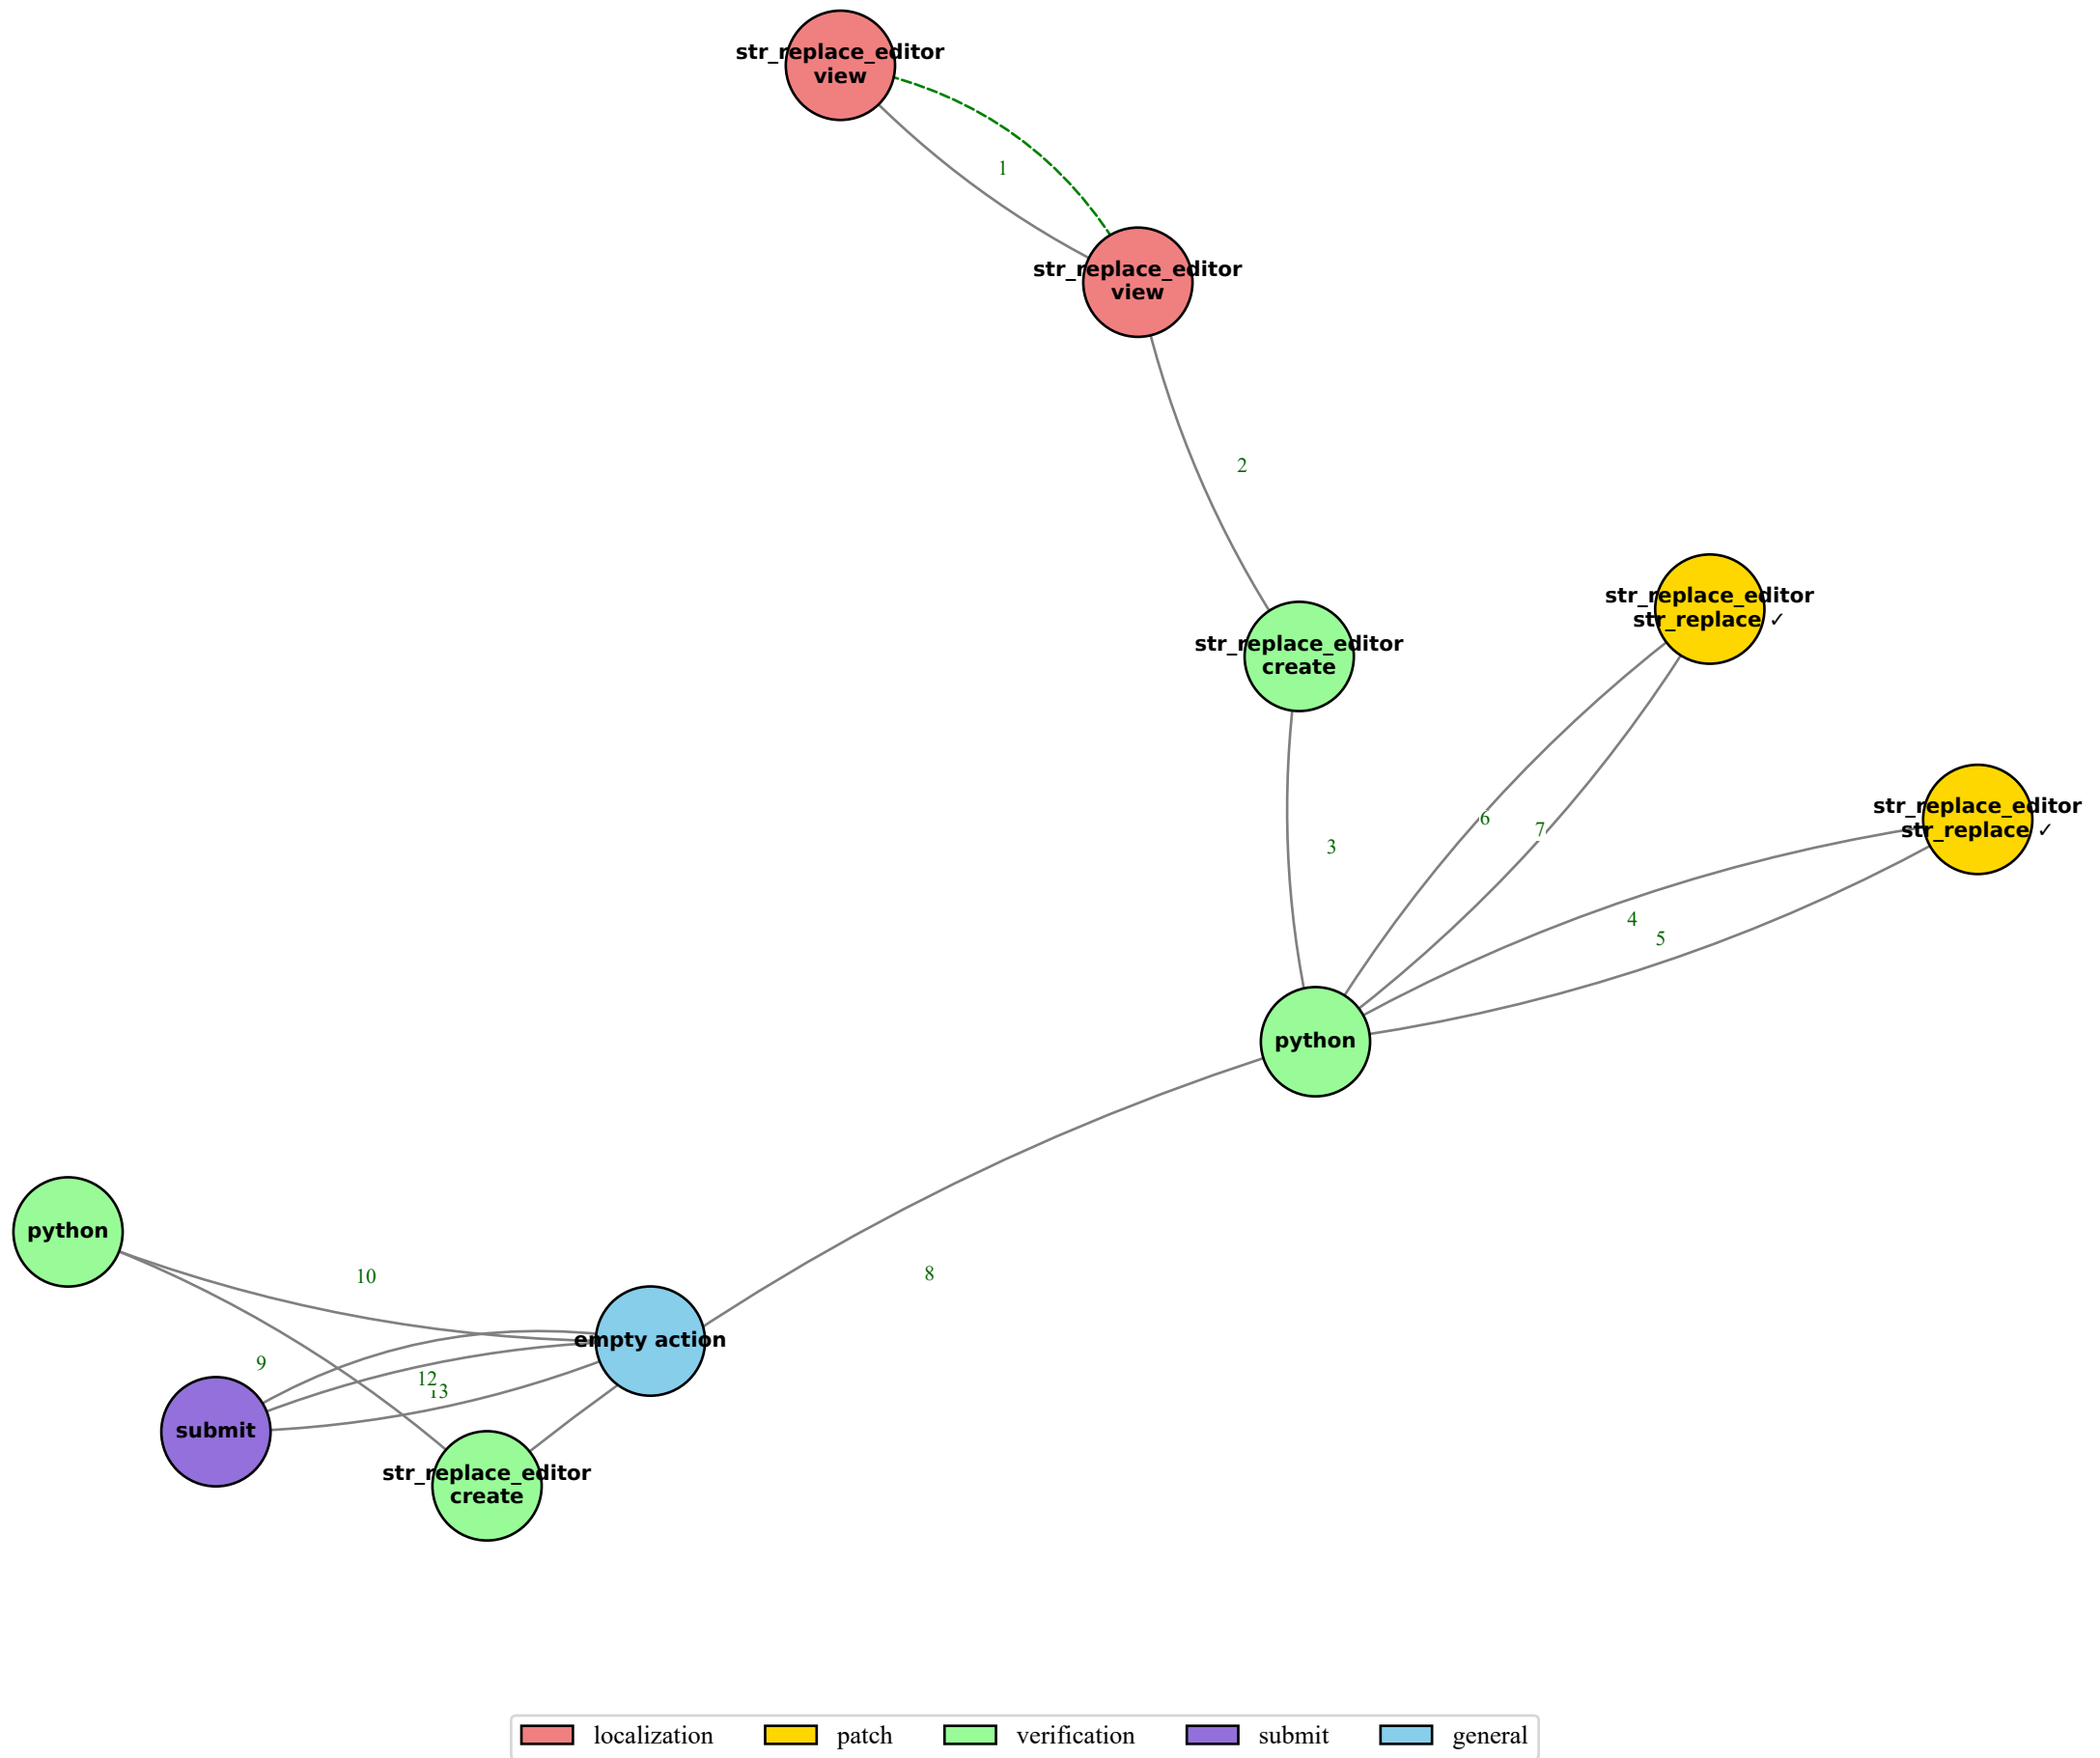 str_replace_editor
view
1
str_replace_editor
view
2
str_replace_editor
str_replace ✓
str_replace_editor
create
str_replace_editor
str_replace ✓
6
7
3
4
5
python
python
8
10
empty action
9
12
13
submit
str_replace_editor
create
localization
patch
verification
submit
general